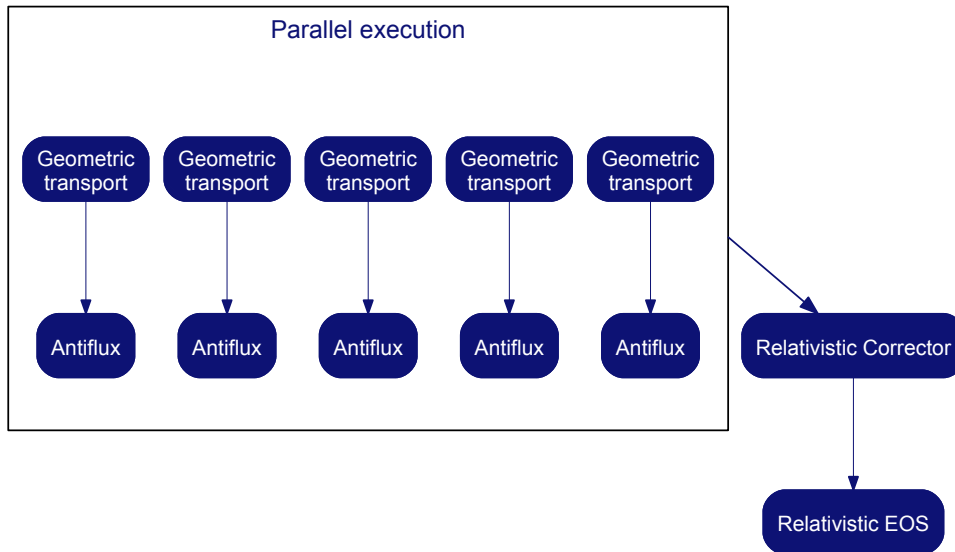 Parallel execution
Geometric
transport
Geometric
transport
Geometric
transport
Geometric
transport
Geometric
transport
Antiflux
Antiflux
Antiflux
Antiflux
Antiflux
Relativistic Corrector
Relativistic EOS